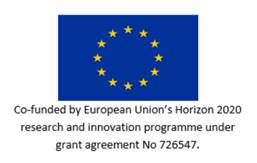 Co-funded by European Union's Horizon 2020
research and innovation programme under
grant agreement No 726547.